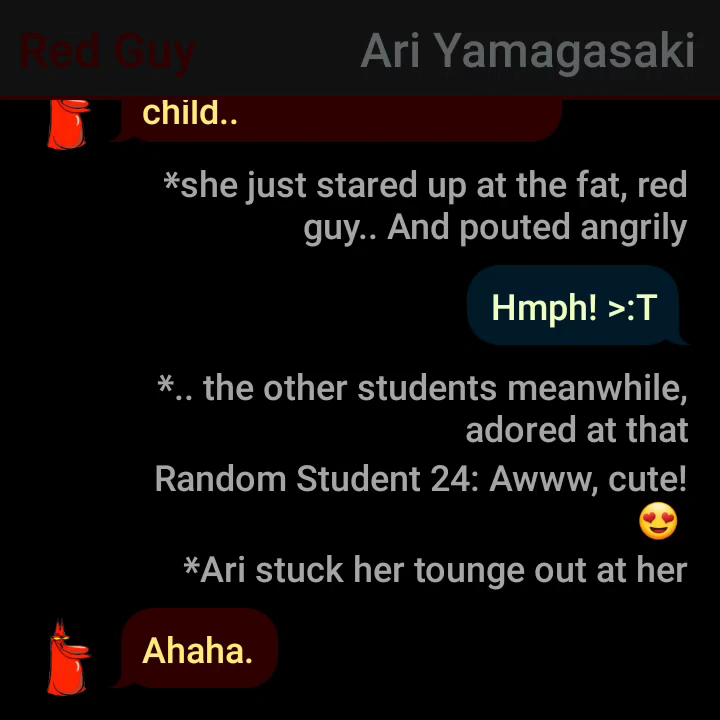 Red Guy
Ari Yamagasaki
child..
*she just stared up at the fat, red
guy.. And pouted angrily
Hmph! >:T
*.. the other students meanwhile,
adored at that
Random Student 24: Awww, cute!
😍
*Ari stuck her tounge out at her
Ahaha.